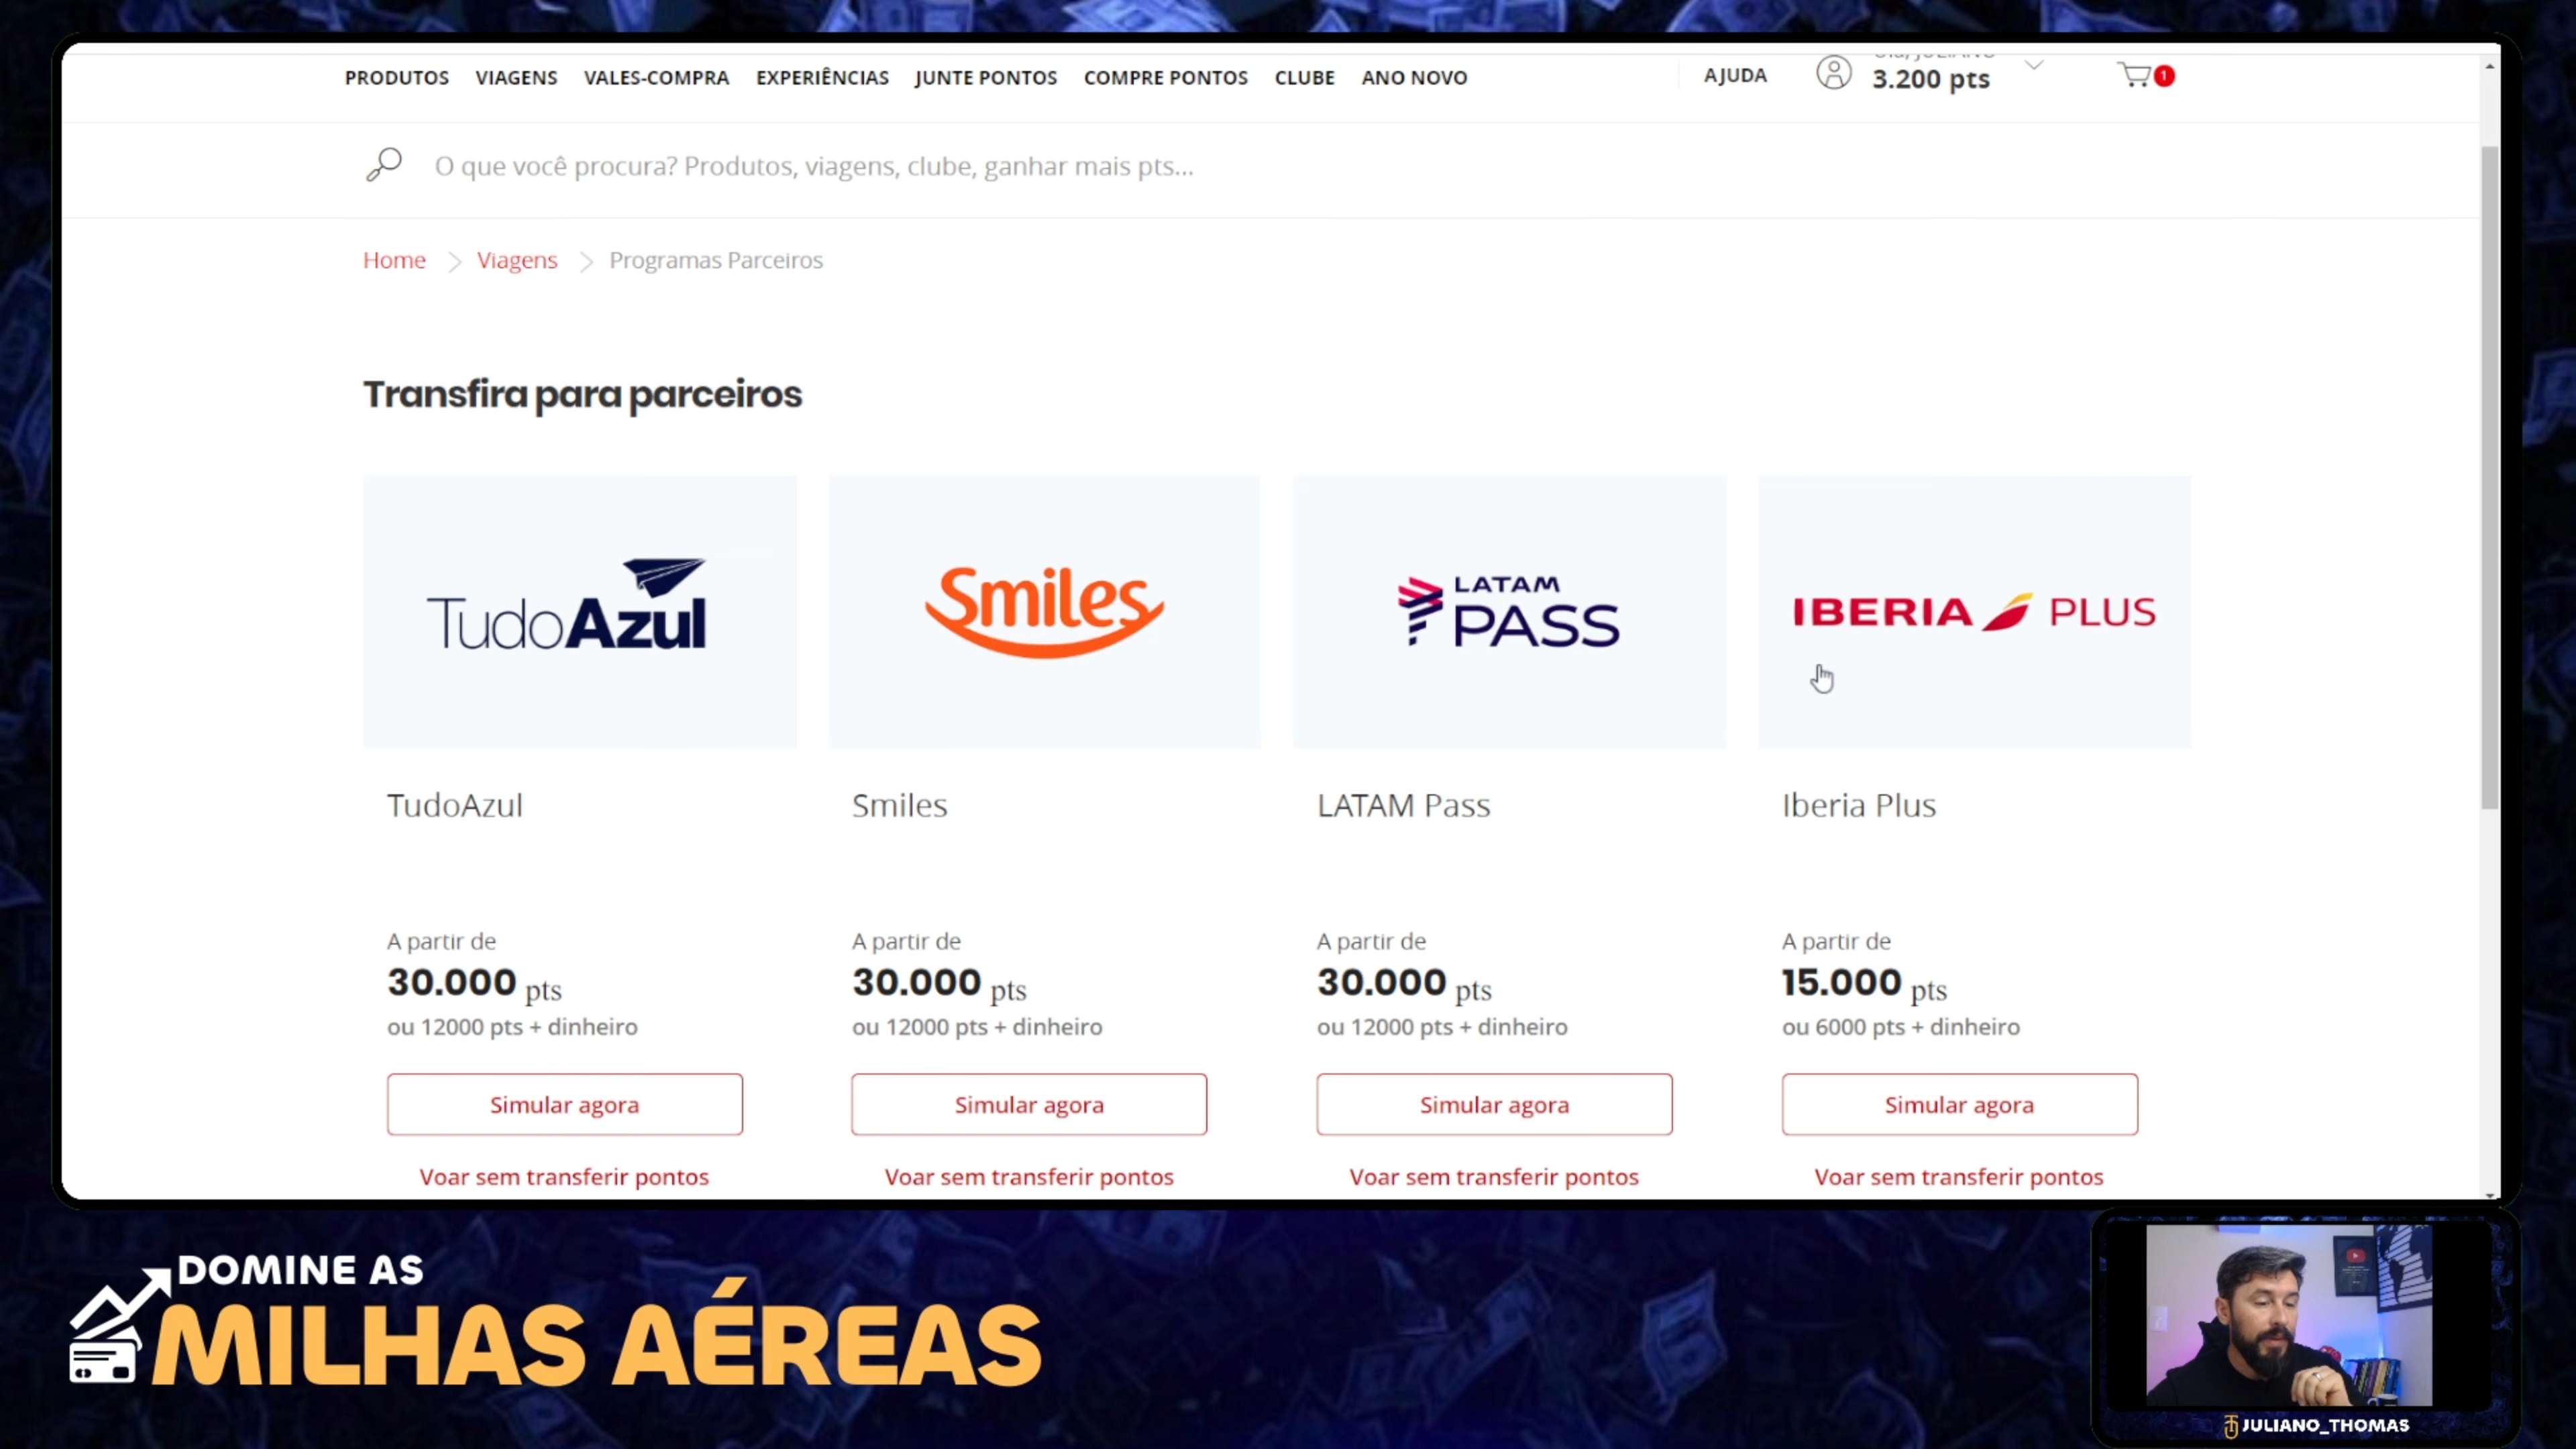 PRODUTOS VIAGENS VALES-COMPRA EXPERIÊNCIAS JUNTE PONTOS COMPRE PONTOS CLUBE ANO NOVO AJUDA 3.200 pts 1
O que você procura? Produtos, viagens, clube, ganhar mais pts...
Home Viagens Programas Parceiros
Transfira para parceiros
TudoAzul Smiles LATAM PASS IBERIA PLUS
TudoAzul Smiles LATAM Pass Iberia Plus
A partir de A partir de A partir de A partir de
30.000 pts 30.000 pts 30.000 pts 15.000 pts
ou 12000 pts + dinheiro ou 12000 pts + dinheiro ou 12000 pts + dinheiro ou 6000 pts + dinheiro
Simular agora Simular agora Simular agora Simular agora
Voar sem transferir pontos Voar sem transferir pontos Voar sem transferir pontos Voar sem transferir pontos
DOMINE AS
MILHAS AÉREAS
JULIANO_THOMAS